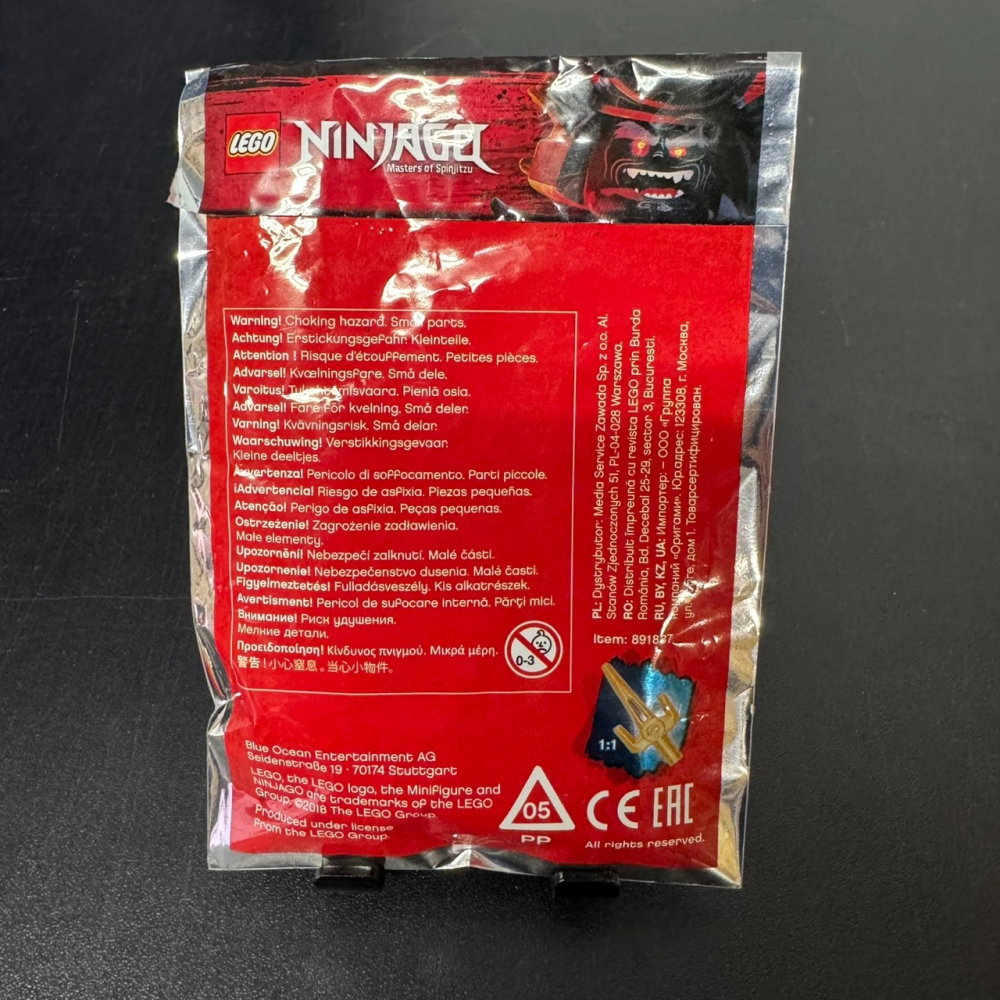 LEGO
NINJAGO
Masters of Spinjitzu
Warning! Choking hazard. Small parts.
Achtung! Erstickungsgefahr. Kleinteile.
Attention ! Risque d'étouffement. Petites pièces.
Advarsel! Kvælningsfare. Små dele.
Varoitus! Tukehtumisvaara. Pieniä osia.
Advarsel! Fare for kvelning. Små deler.
Varning! Kvävningsrisk. Små delar.
Waarschuwing! Verstikkingsgevaar.
Kleine deeltjes.
Avvertenza! Pericolo di soffocamento. Parti piccole.
¡Advertencia! Riesgo de asfixia. Piezas pequeñas.
Atenção! Perigo de asfixia. Peças pequenas.
Ostrzeżenie! Zagrożenie zadławienia.
Małe elementy.
Upozornění! Nebezpečí zalknutí. Malé části.
Upozornenie! Nebezpečenstvo dusenia. Malé časti.
Figyelmeztetés! Fulladásveszély. Kis alkatrészek.
Avertisment! Pericol de sufocare internă. Părți mici.
Внимание! Риск удушения.
Мелкие детали.
Προειδοποίηση! Κίνδυνος πνιγμού. Μικρά μέρη.
警告！小心窒息。当心小物件。
0-3
PL: Dystrybutor: Media Service Zawada Sp. z o.o. Al.
Stanów Zjednoczonych 51, PL-04-028 Warszawa.
RO: Distribuit împreună cu revista LEGO prin Burda
România, Bd. Decebal 25-29, sector 3, Bucuresti.
RU, BY, KZ, UA: Импортер: – ООО «Группа
Компаний «Оригами». Юр.адрес: 123308, г. Москва,
дом 1. Товар сертифицирован.
Item: 891837
1:1
Blue Ocean Entertainment AG
Seidenstraße 19 · 70174 Stuttgart
LEGO, the LEGO logo, the Minifigure and
NINJAGO are trademarks of the LEGO
Group. ©2018 The LEGO Group.
Produced under license
from the LEGO Group.
05
PP
CE EAC
All rights reserved.